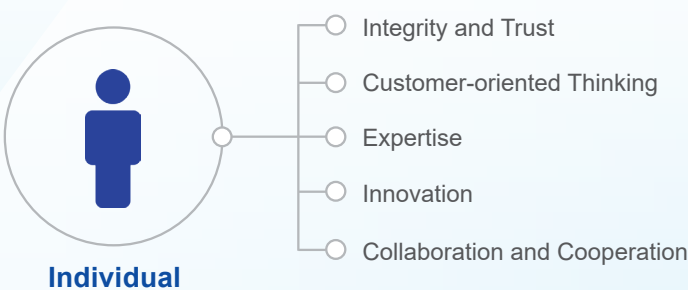 Integrity and Trust
Customer-oriented Thinking
Expertise
Innovation
Collaboration and Cooperation
Individual